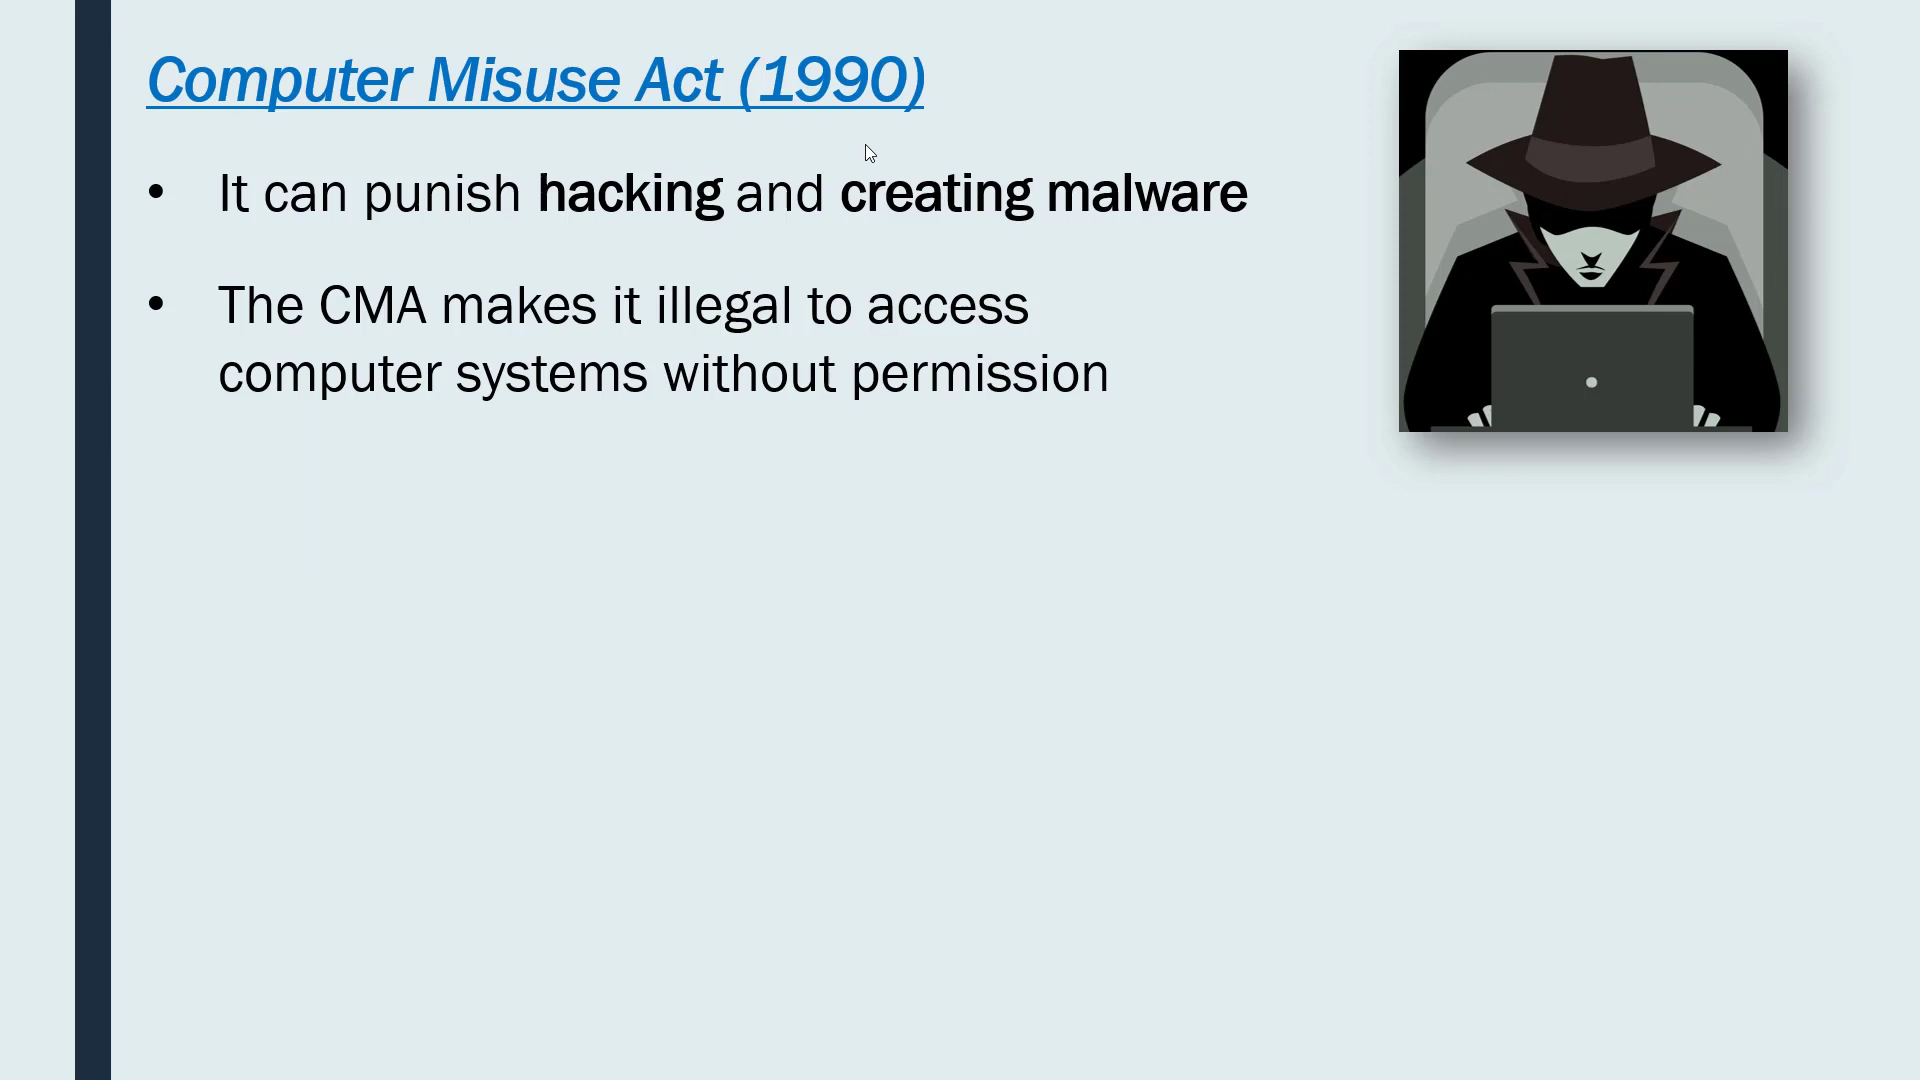 Computer Misuse Act (1990)
• It can punish hacking and creating malware
• The CMA makes it illegal to access
computer systems without permission